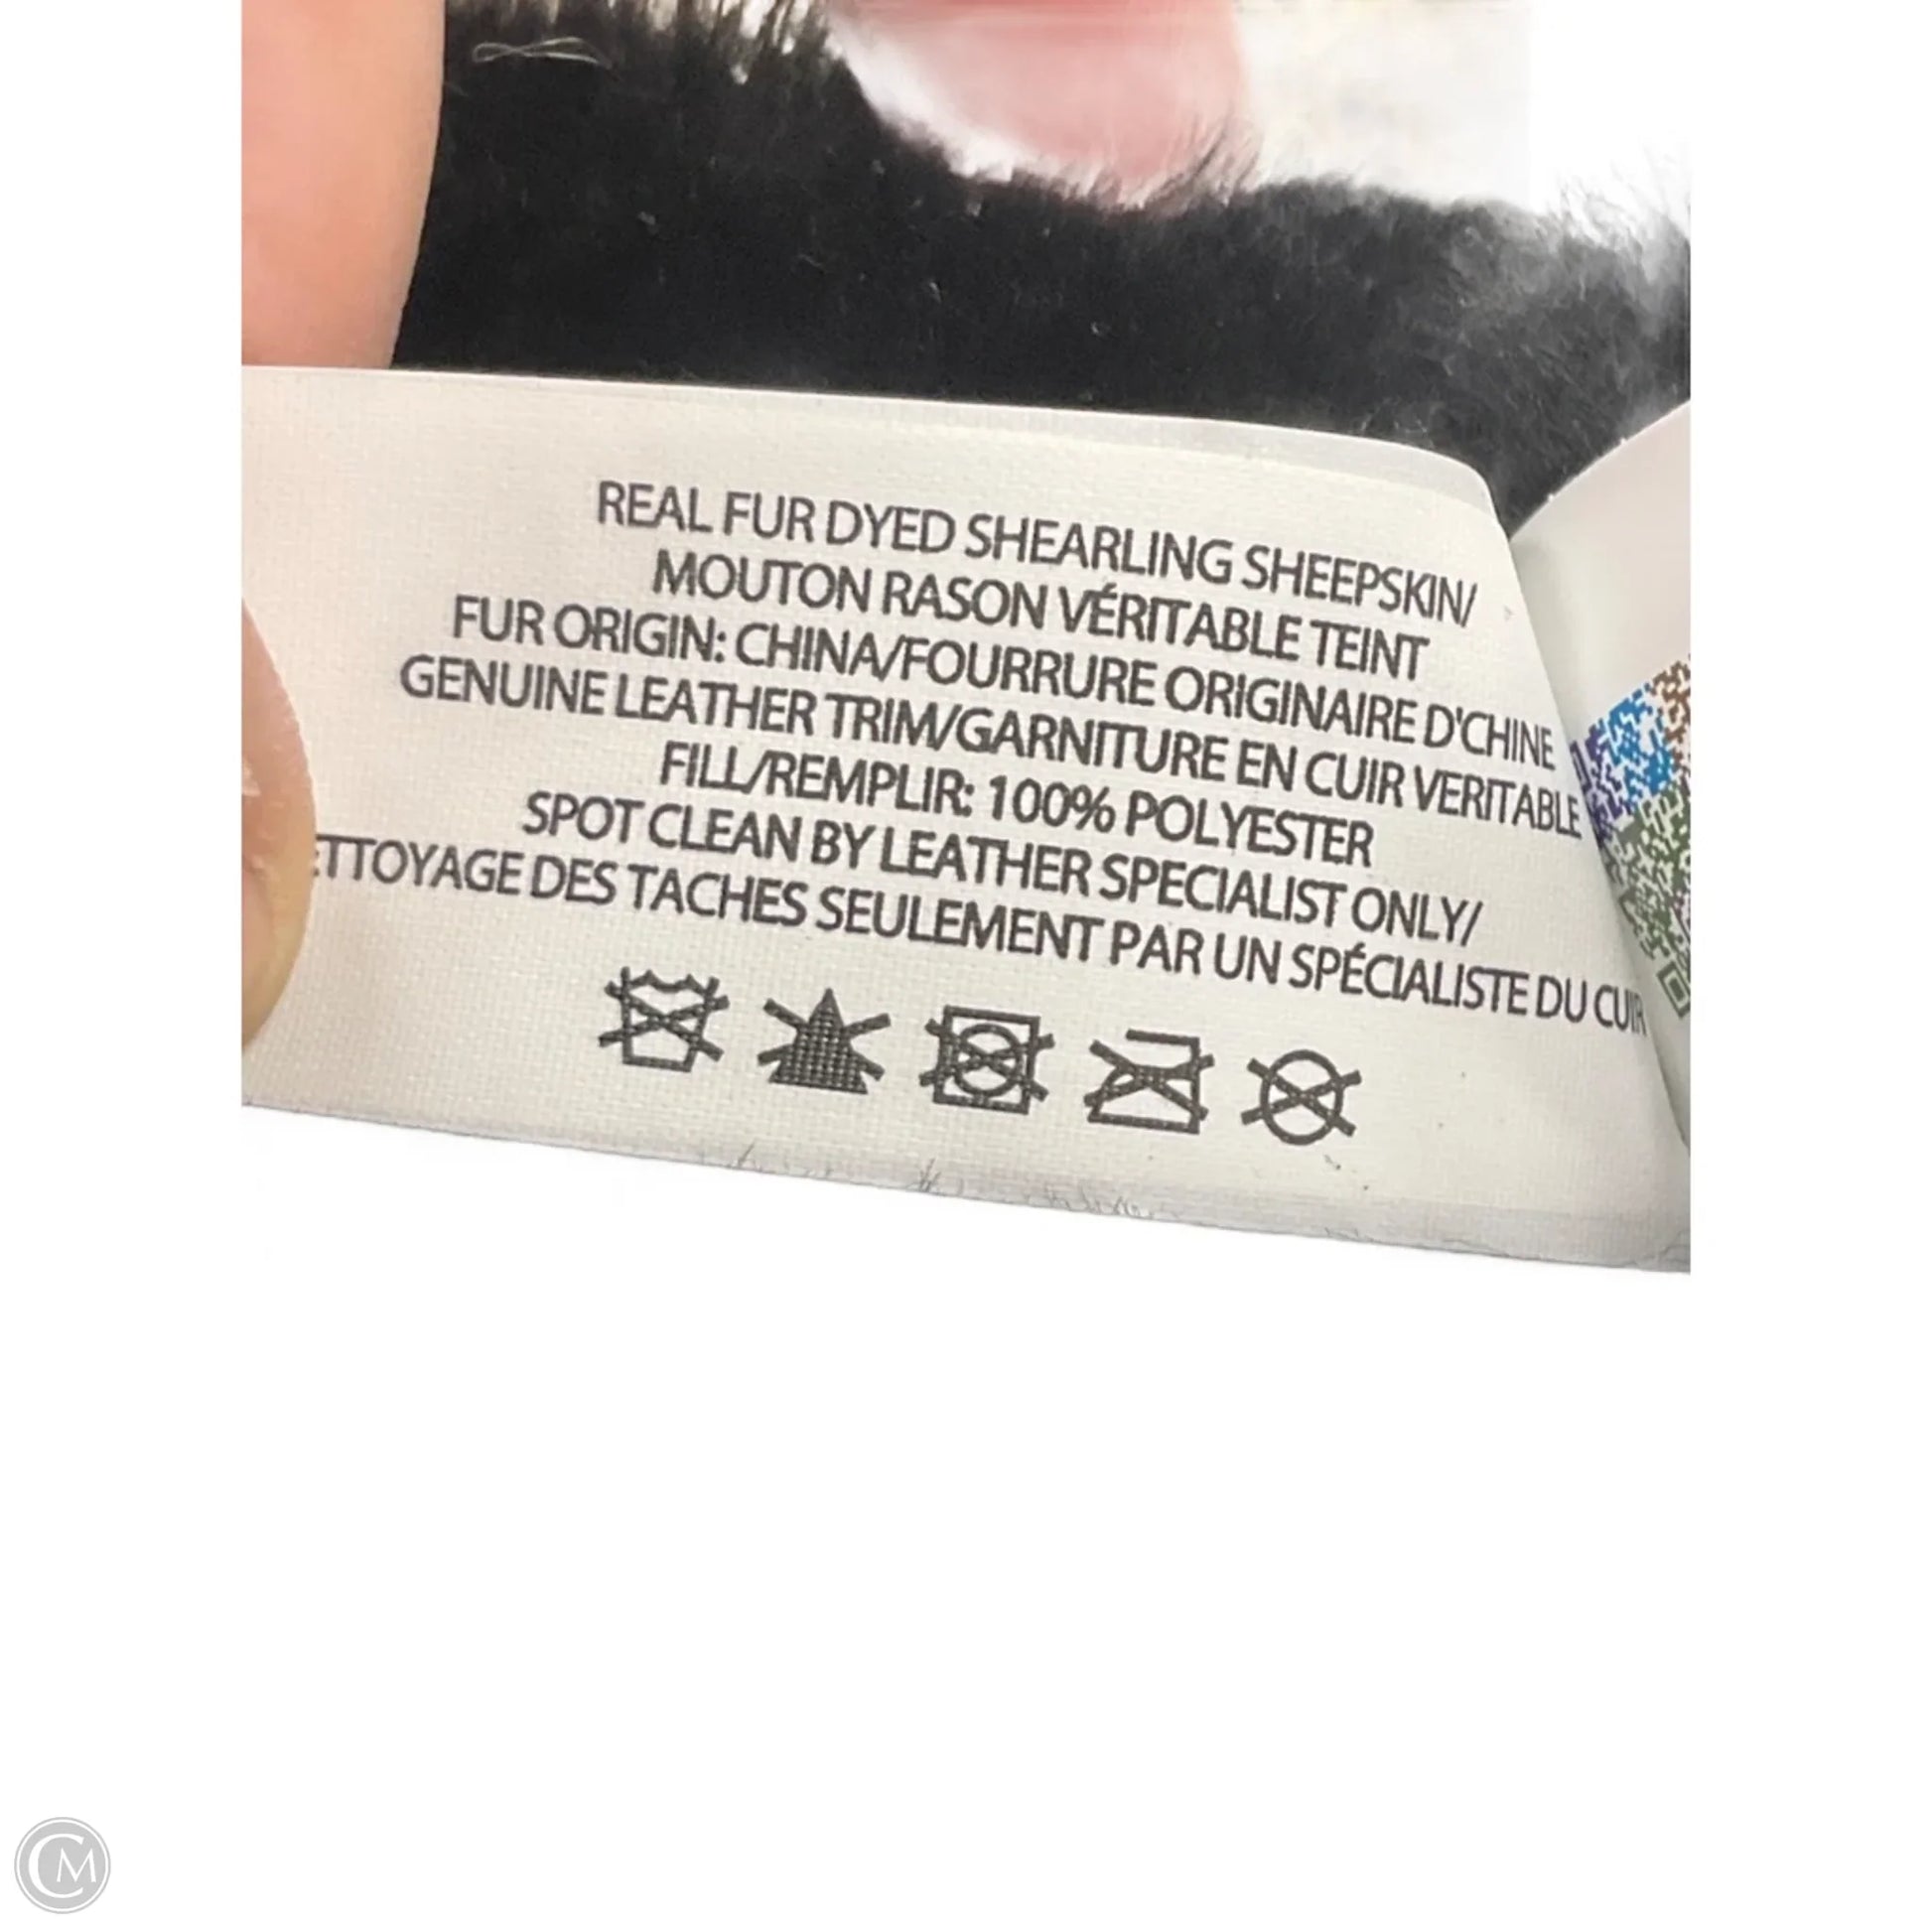 REAL FUR DYED SHEARLING SHEEPSKIN/
MOUTON RASON VÉRITABLE TEINT
FUR ORIGIN: CHINA/FOURRURE ORIGINAIRE D'CHINE
GENUINE LEATHER TRIM/GARNITURE EN CUIR VERITABLE
FILL/REMPLIR: 100% POLYESTER
SPOT CLEAN BY LEATHER SPECIALIST ONLY/
ETTOYAGE DES TACHES SEULEMENT PAR UN SPÉCIALISTE DU CUIR
CM